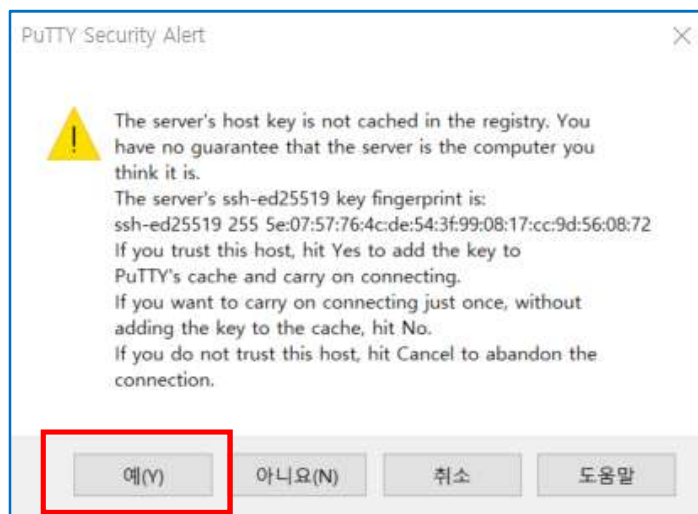 PuTTY Security Alert
The server's host key is not cached in the registry. You
have no guarantee that the server is the computer you
think it is.
The server's ssh-ed25519 key fingerprint is:
ssh-ed25519 255 5e:07:57:76:4c:de:54:3f:99:08:17:cc:9d:56:08:72
If you trust this host, hit Yes to add the key to
PuTTY's cache and carry on connecting.
If you want to carry on connecting just once, without
adding the key to the cache, hit No.
If you do not trust this host, hit Cancel to abandon the
connection.
예(Y) 아니요(N) 취소 도움말